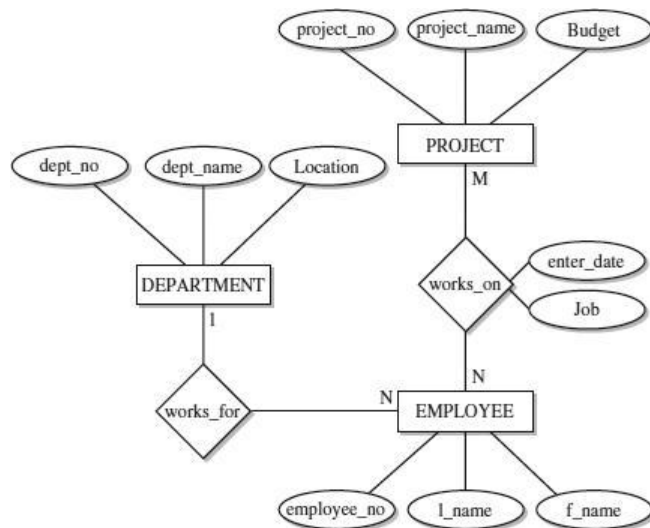 project_no
project_name
Budget
PROJECT
M
dept_no
dept_name
Location
DEPARTMENT
1
works_on
enter_date
Job
works_for
N
N
EMPLOYEE
employee_no
l_name
f_name